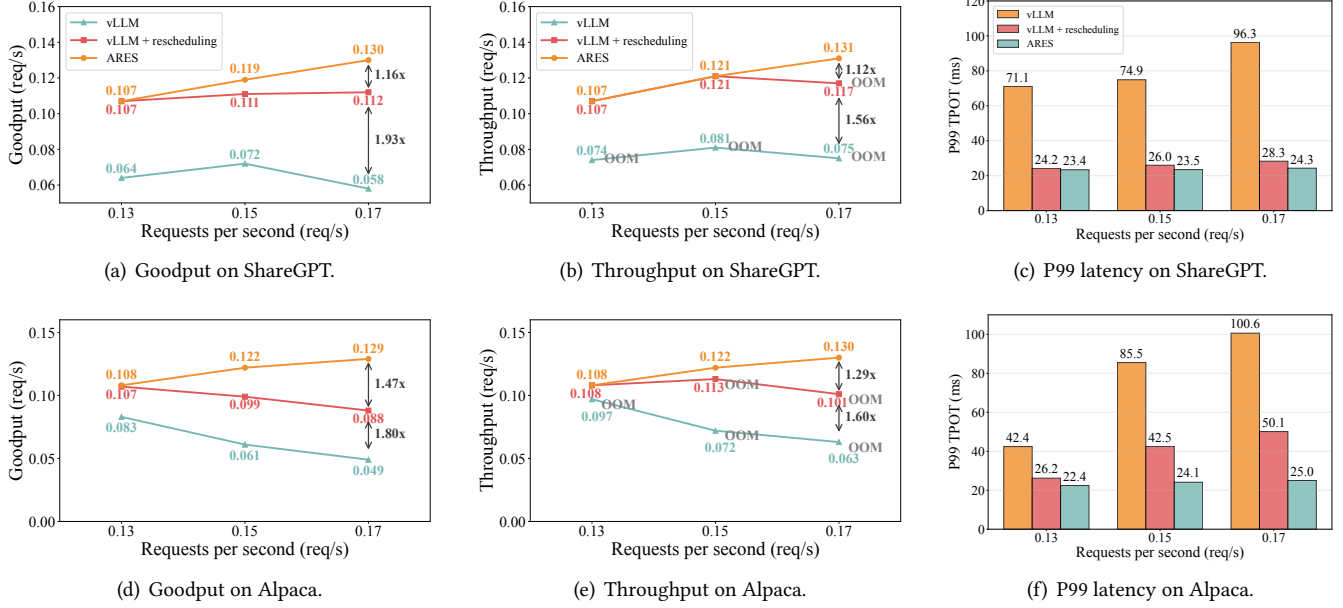 vLLM
vLLM + rescheduling
ARES
0.16
0.14
0.12
0.10
0.08
0.06
Goodput (req/s)
0.107
0.107
0.064
0.119
0.111
0.072
0.130
1.16x
0.112
1.93x
0.058
0.13 0.15 0.17
Requests per second (req/s)
(a) Goodput on ShareGPT.
vLLM
vLLM + rescheduling
ARES
0.16
0.14
0.12
0.10
0.08
0.06
Throughput (req/s)
0.107
0.107
0.074
OOM
0.121
0.121
0.081
OOM
0.131
1.12x
0.117
OOM
1.56x
0.075
OOM
0.13 0.15 0.17
Requests per second (req/s)
(b) Throughput on ShareGPT.
vLLM
vLLM + rescheduling
ARES
120
100
80
60
40
20
0
P99 TPOT (ms)
71.1
24.2
23.4
74.9
26.0
23.5
96.3
28.3
24.3
0.13 0.15 0.17
Requests per second (req/s)
(c) P99 latency on ShareGPT.
0.15
0.10
0.05
0.00
Goodput (req/s)
0.108
0.107
0.083
0.122
0.099
0.061
0.129
1.47x
0.088
1.80x
0.049
0.13 0.15 0.17
Requests per second (req/s)
(d) Goodput on Alpaca.
0.15
0.10
0.05
0.00
Throughput (req/s)
0.108
0.108
OOM
0.097
0.122
0.113
OOM
0.072
OOM
0.130
1.29x
0.101
OOM
1.60x
0.063
OOM
0.13 0.15 0.17
Requests per second (req/s)
(e) Throughput on Alpaca.
100
80
60
40
20
0
P99 TPOT (ms)
42.4
26.2
22.4
85.5
42.5
24.1
100.6
50.1
25.0
0.13 0.15 0.17
Requests per second (req/s)
(f) P99 latency on Alpaca.